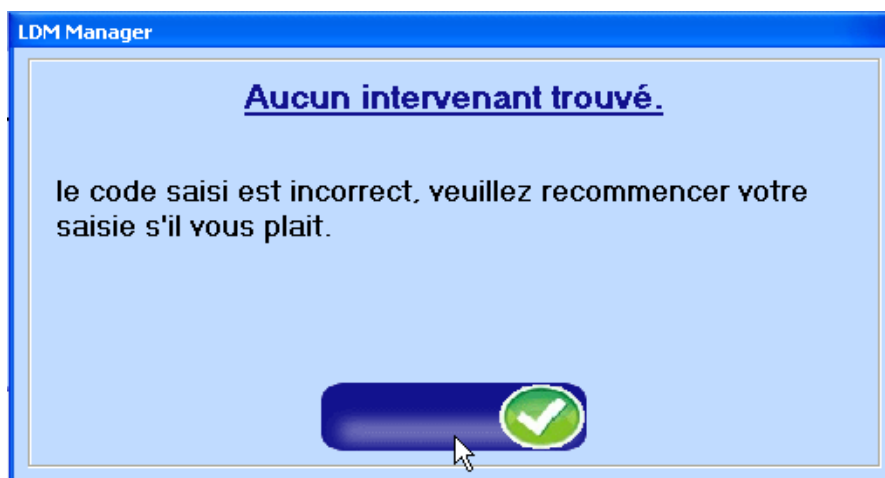 LDM Manager
Aucun intervenant trouvé.
le code saisi est incorrect, veuillez recommencer votre
saisie s'il vous plait.